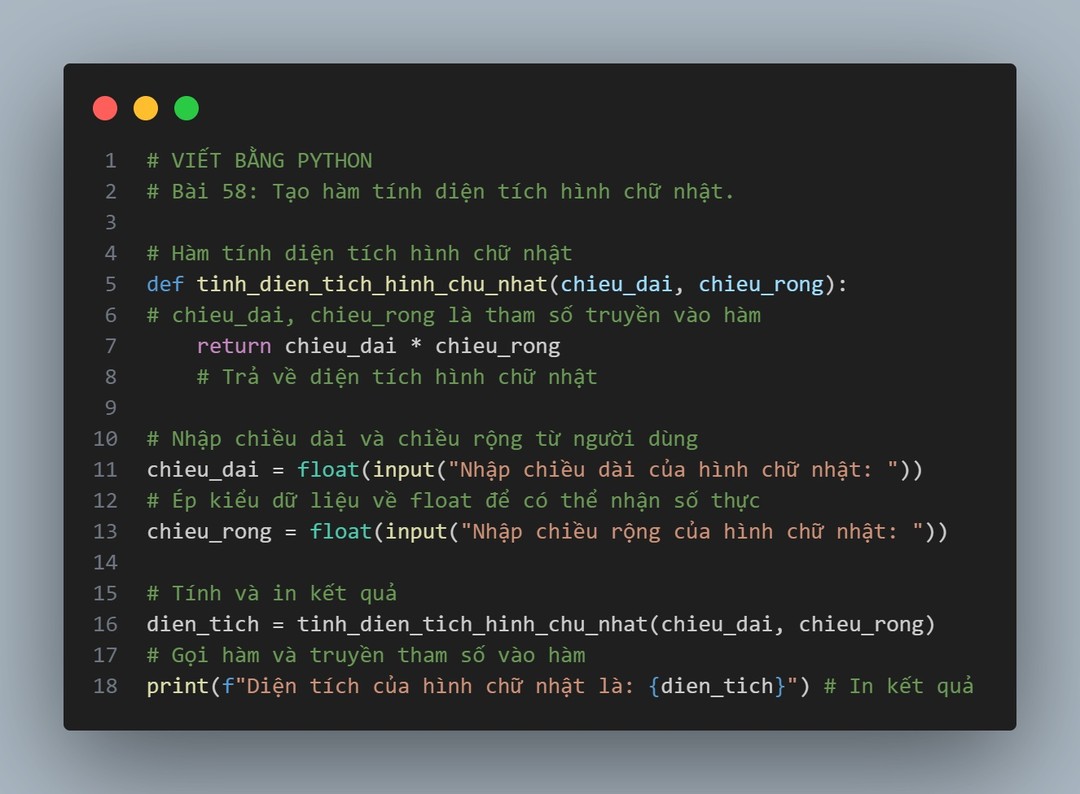 1 # VIẾT BẰNG PYTHON
2 # Bài 58: Tạo hàm tính diện tích hình chữ nhật.
3
4 # Hàm tính diện tích hình chữ nhật
5 def tinh_dien_tich_hinh_chu_nhat(chieu_dai, chieu_rong):
6 # chieu_dai, chieu_rong là tham số truyền vào hàm
7     return chieu_dai * chieu_rong
8     # Trả về diện tích hình chữ nhật
9
10 # Nhập chiều dài và chiều rộng từ người dùng
11 chieu_dai = float(input("Nhập chiều dài của hình chữ nhật: "))
12 # Ép kiểu dữ liệu về float để có thể nhận số thực
13 chieu_rong = float(input("Nhập chiều rộng của hình chữ nhật: "))
14
15 # Tính và in kết quả
16 dien_tich = tinh_dien_tich_hinh_chu_nhat(chieu_dai, chieu_rong)
17 # Gọi hàm và truyền tham số vào hàm
18 print(f"Diện tích của hình chữ nhật là: {dien_tich}") # In kết quả